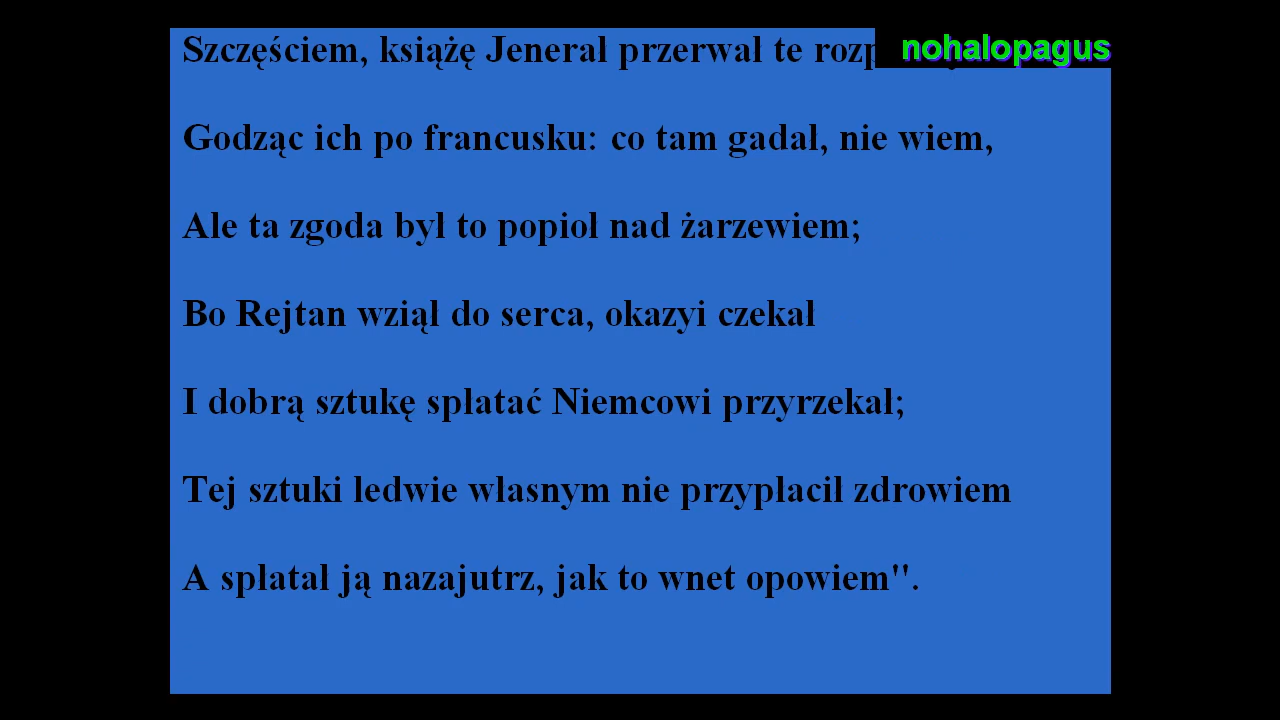 Szczęściem, książę Jenerał przerwał te
nohalopagus
Godząc ich po francusku: co tam gadał, nie wiem,
Ale ta zgoda był to popioł nad żarzewiem;
Bo Rejtan wziął do serca, okazyi czekał
I dobrą sztukę spłatać Niemcowi przyrzekał;
Tej sztuki ledwie własnym nie przypłacił zdrowiem
A spłatał ją nazajutrz, jak to wnet opowiem".